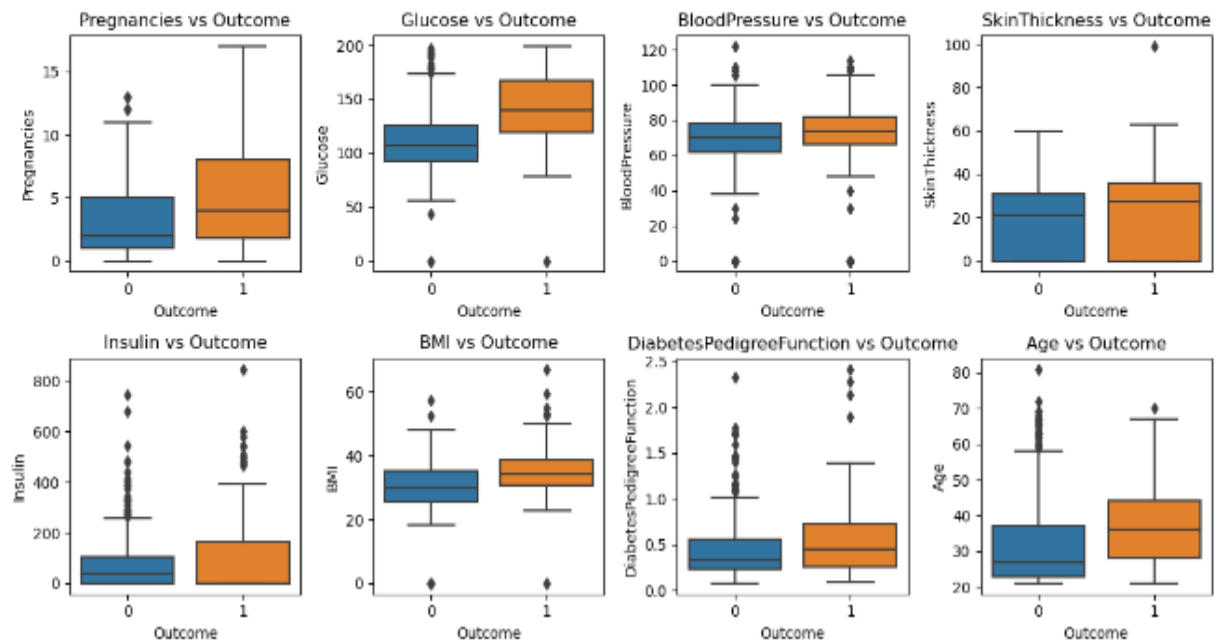 Pregnancies vs Outcome
Pregnancies
15
10
5
0
0 1
Outcome
Glucose vs Outcome
Glucose
200
150
100
50
0
0 1
Outcome
BloodPressure vs Outcome
BloodPressure
120
100
80
60
40
20
0
0 1
Outcome
SkinThickness vs Outcome
SkinThickness
100
80
60
40
20
0
0 1
Outcome
Insulin vs Outcome
Insulin
800
600
400
200
0
0 1
Outcome
BMI vs Outcome
BMI
60
40
20
0
0 1
Outcome
DiabetesPedigreeFunction vs Outcome
DiabetesPedigreeFunction
2.5
2.0
1.5
1.0
0.5
0.0
0 1
Outcome
Age vs Outcome
Age
80
70
60
50
40
30
20
0 1
Outcome